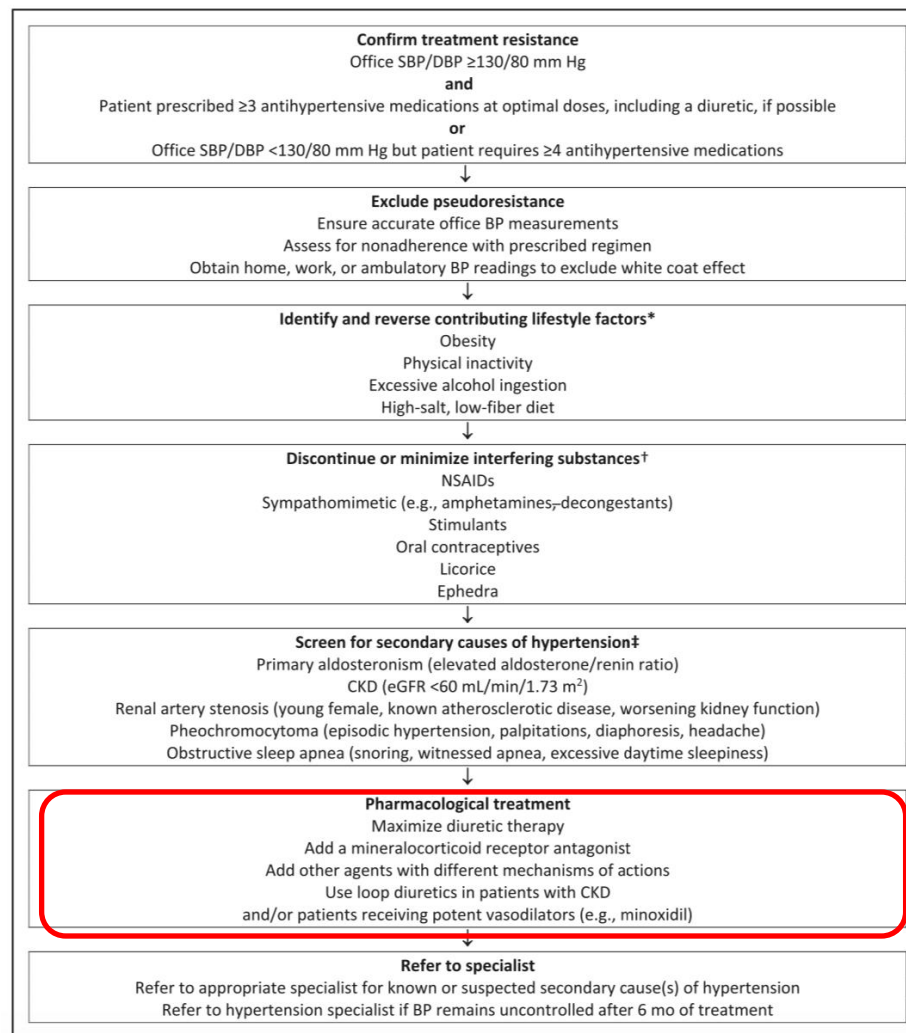 Confirm treatment resistance
Office SBP/DBP ≥130/80 mm Hg
and
Patient prescribed ≥3 antihypertensive medications at optimal doses, including a diuretic, if possible
or
Office SBP/DBP <130/80 mm Hg but patient requires ≥4 antihypertensive medications
↓
Exclude pseudoresistance
Ensure accurate office BP measurements
Assess for nonadherence with prescribed regimen
Obtain home, work, or ambulatory BP readings to exclude white coat effect
↓
Identify and reverse contributing lifestyle factors*
Obesity
Physical inactivity
Excessive alcohol ingestion
High-salt, low-fiber diet
↓
Discontinue or minimize interfering substances†
NSAIDs
Sympathomimetic (e.g., amphetamines, decongestants)
Stimulants
Oral contraceptives
Licorice
Ephedra
↓
Screen for secondary causes of hypertension‡
Primary aldosteronism (elevated aldosterone/renin ratio)
CKD (eGFR <60 mL/min/1.73 m²)
Renal artery stenosis (young female, known atherosclerotic disease, worsening kidney function)
Pheochromocytoma (episodic hypertension, palpitations, diaphoresis, headache)
Obstructive sleep apnea (snoring, witnessed apnea, excessive daytime sleepiness)
↓
Pharmacological treatment
Maximize diuretic therapy
Add a mineralocorticoid receptor antagonist
Add other agents with different mechanisms of actions
Use loop diuretics in patients with CKD
and/or patients receiving potent vasodilators (e.g., minoxidil)
↓
Refer to specialist
Refer to appropriate specialist for known or suspected secondary cause(s) of hypertension
Refer to hypertension specialist if BP remains uncontrolled after 6 mo of treatment